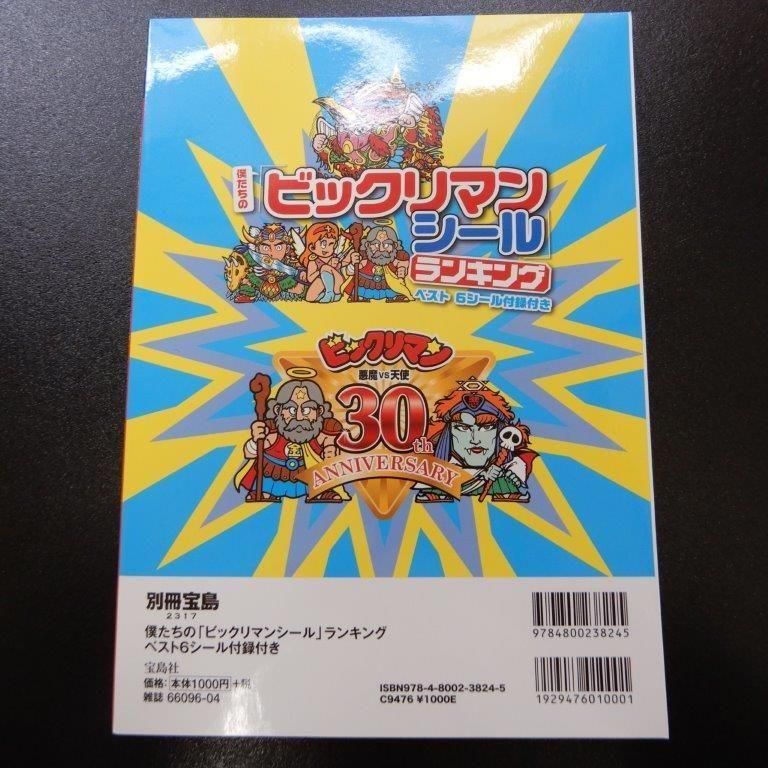 僕たちの
「ビックリマン
シール」
ランキング
ベスト 6シール付録付き
ビックリマン
悪魔VS天使
30th
ANNIVERSARY
別冊宝島
2317
僕たちの「ビックリマンシール」ランキング
ベスト6シール付録付き
宝島社
価格:本体1000円+税
雑誌 66096-04
9784800238245
ISBN978-4-8002-3824-5
C9476 ¥1000E
1929476010001